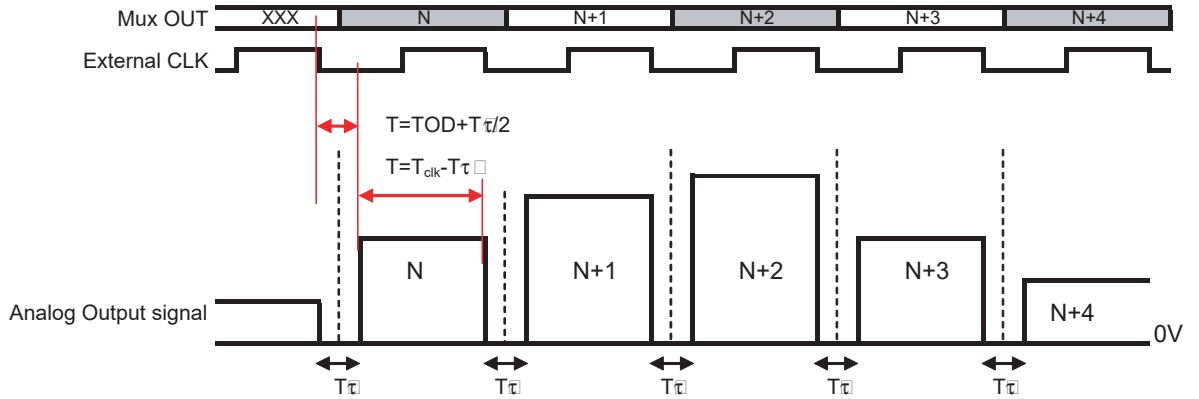 Mux OUT XXX N N+1 N+2 N+3 N+4
External CLK
T=TOD+Tτ/2
T=Tclk-Tτ
N N+1 N+2 N+3 N+4
Analog Output signal 0V
Tτ Tτ Tτ Tτ Tτ